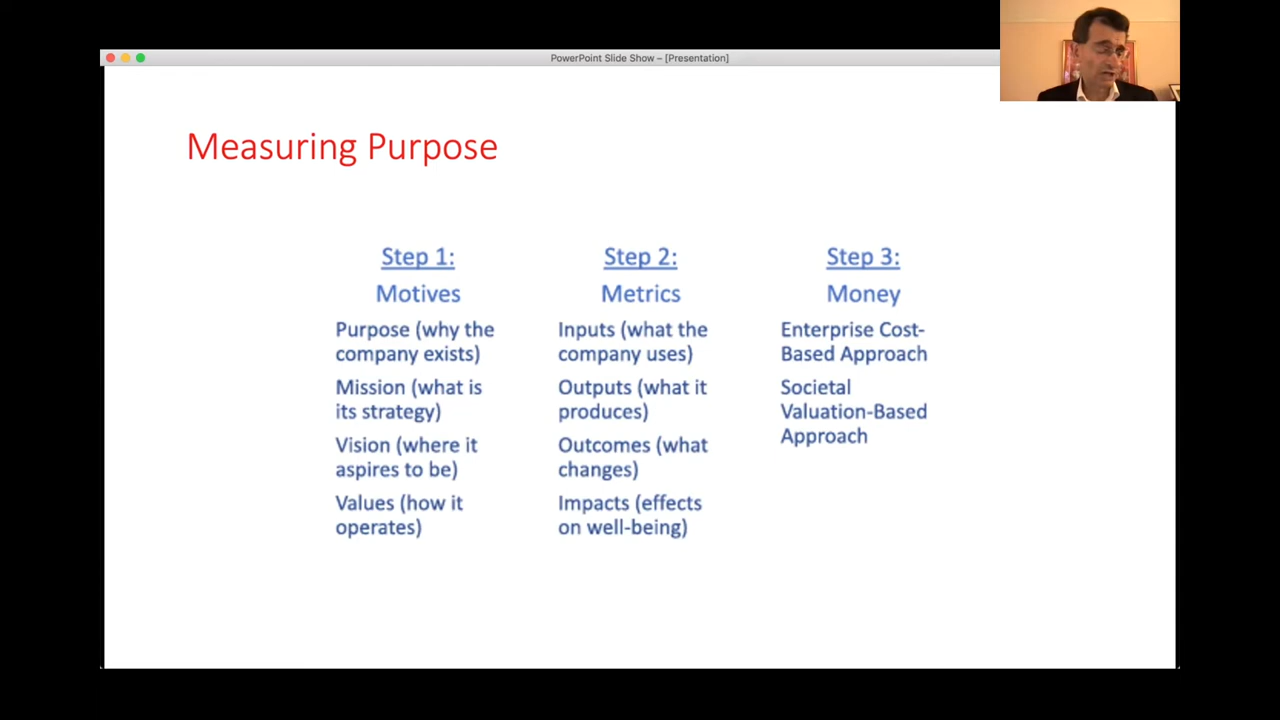 PowerPoint Slide Show – [Presentation]
Measuring Purpose
Step 1:
Motives
Purpose (why the
company exists)
Mission (what is
its strategy)
Vision (where it
aspires to be)
Values (how it
operates)
Step 2:
Metrics
Inputs (what the
company uses)
Outputs (what it
produces)
Outcomes (what
changes)
Impacts (effects
on well-being)
Step 3:
Money
Enterprise Cost-
Based Approach
Societal
Valuation-Based
Approach